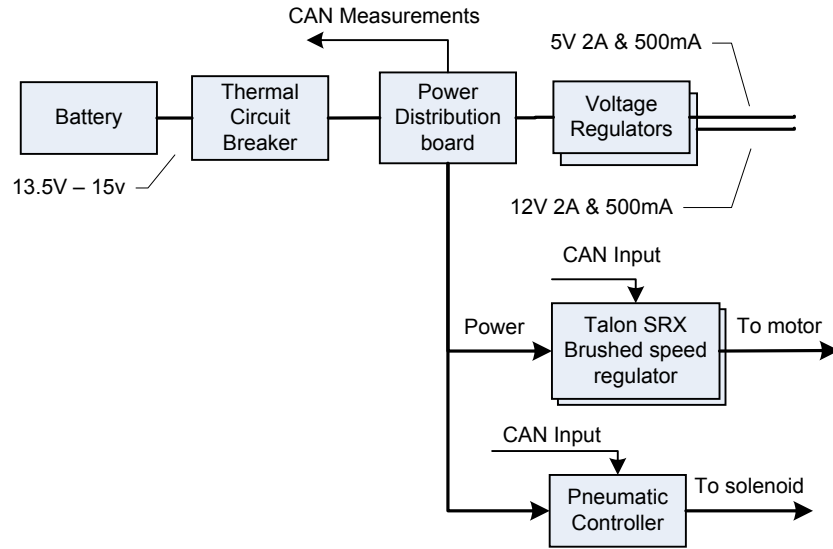 CAN Measurements
5V 2A & 500mA
Battery
Thermal
Circuit
Breaker
Power
Distribution
board
Voltage
Regulators
13.5V – 15v
12V 2A & 500mA
CAN Input
Power
Talon SRX
Brushed speed
regulator
To motor
CAN Input
Pneumatic
Controller
To solenoid